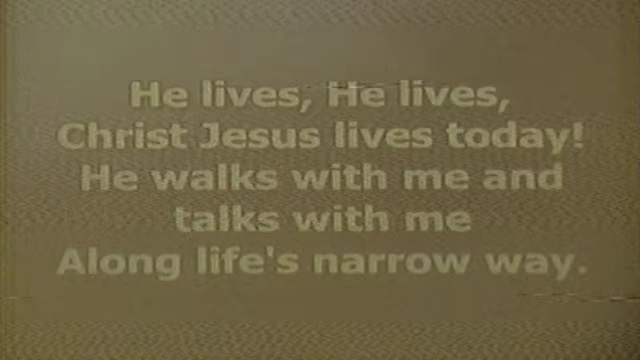 He lives, He lives,
Christ Jesus lives today!
He walks with me and
talks with me
Along life's narrow way.